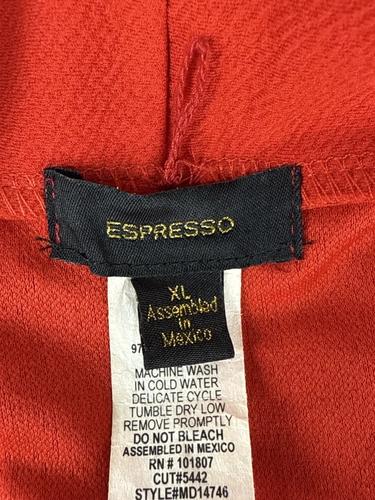 ESPRESSO
XL
Assembled
in
Mexico
97
MACHINE WASH
IN COLD WATER
DELICATE CYCLE
TUMBLE DRY LOW
REMOVE PROMPTLY
DO NOT BLEACH
ASSEMBLED IN MEXICO
RN # 101807
CUT#5442
STYLE#MD14746